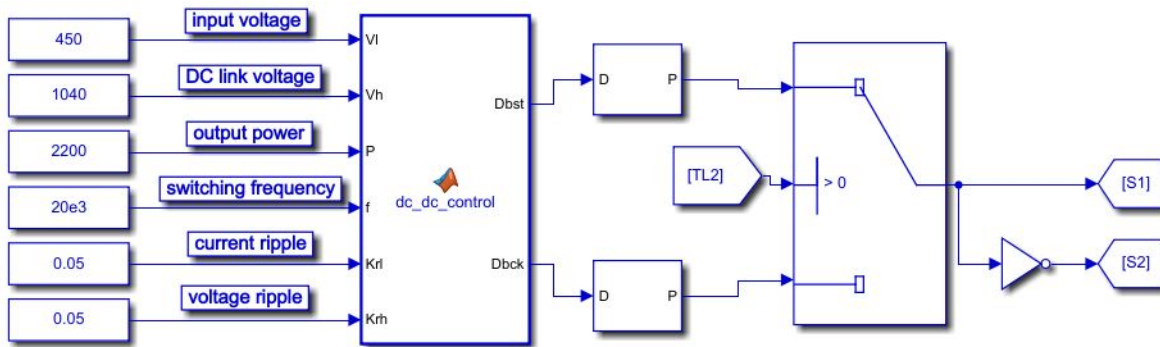 450
input voltage
Vl
1040
DC link voltage
Vh
2200
output power
P
20e3
switching frequency
f
0.05
current ripple
Krl
0.05
voltage ripple
Krh
dc_dc_control
Dbst
Dbck
D
P
D
P
[TL2]
> 0
[S1]
[S2]